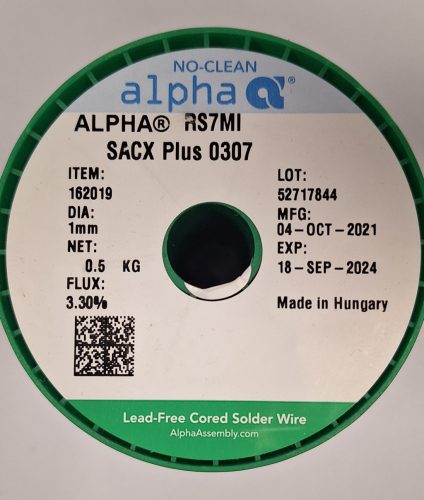 NO-CLEAN
alpha a®
ALPHA® RS7MI
SACX Plus 0307
ITEM:
162019
DIA:
1mm
NET:
0.5 KG
FLUX:
3.30%
LOT:
52717844
MFG:
04-OCT-2021
EXP:
18-SEP-2024
Made in Hungary
Lead-Free Cored Solder Wire
AlphaAssembly.com